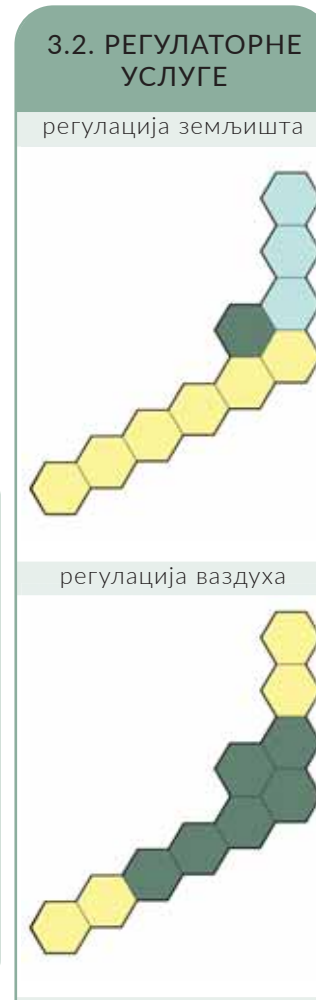 3.2. РЕГУЛАТОРНЕ
УСЛУГЕ
регулација земљишта
регулација ваздуха